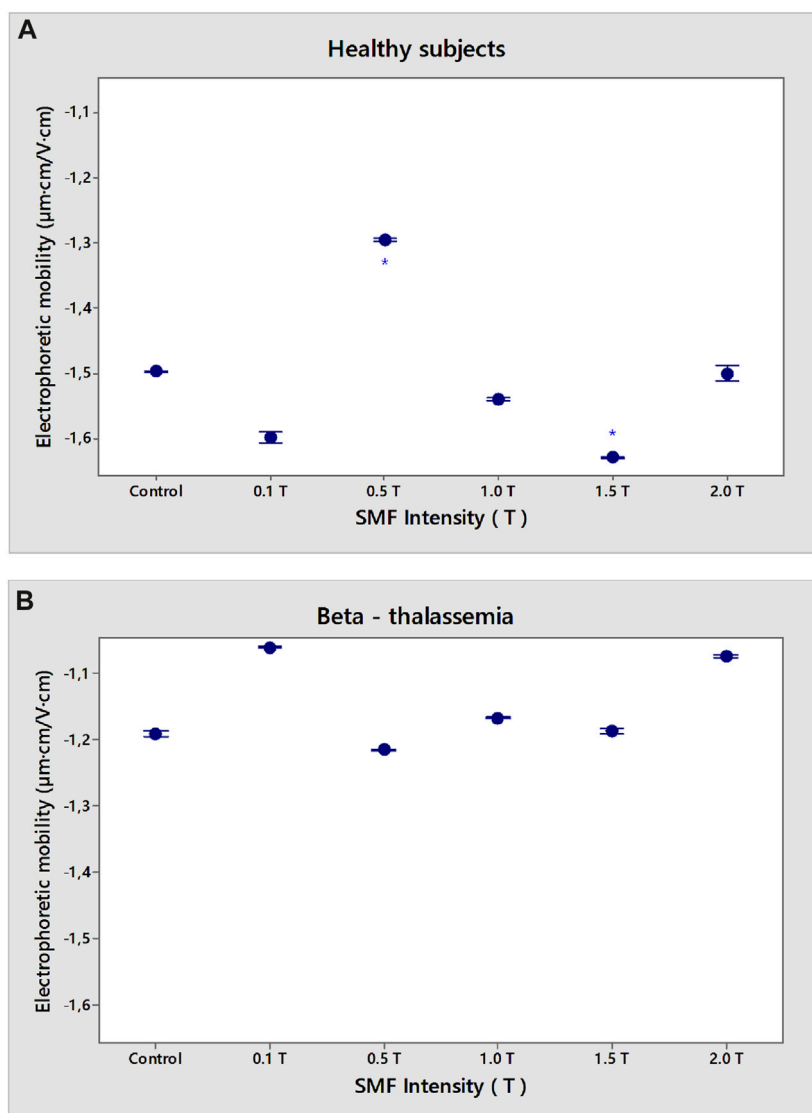 A
Healthy subjects
Electrophoretic mobility (µm·cm/V·cm)
-1,1
-1,2
-1,3
*
-1,4
-1,5
-1,6
*
Control 0.1 T 0.5 T 1.0 T 1.5 T 2.0 T
SMF Intensity ( T )
B
Beta - thalassemia
Electrophoretic mobility (µm·cm/V·cm)
-1,1
-1,2
-1,3
-1,4
-1,5
-1,6
Control 0.1 T 0.5 T 1.0 T 1.5 T 2.0 T
SMF Intensity ( T )